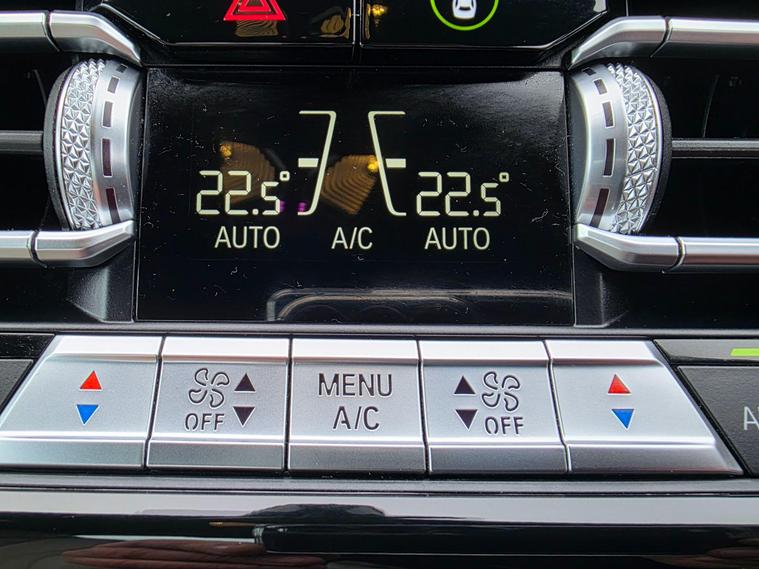 22.5° 22.5°
AUTO A/C AUTO
OFF
MENU
A/C
OFF